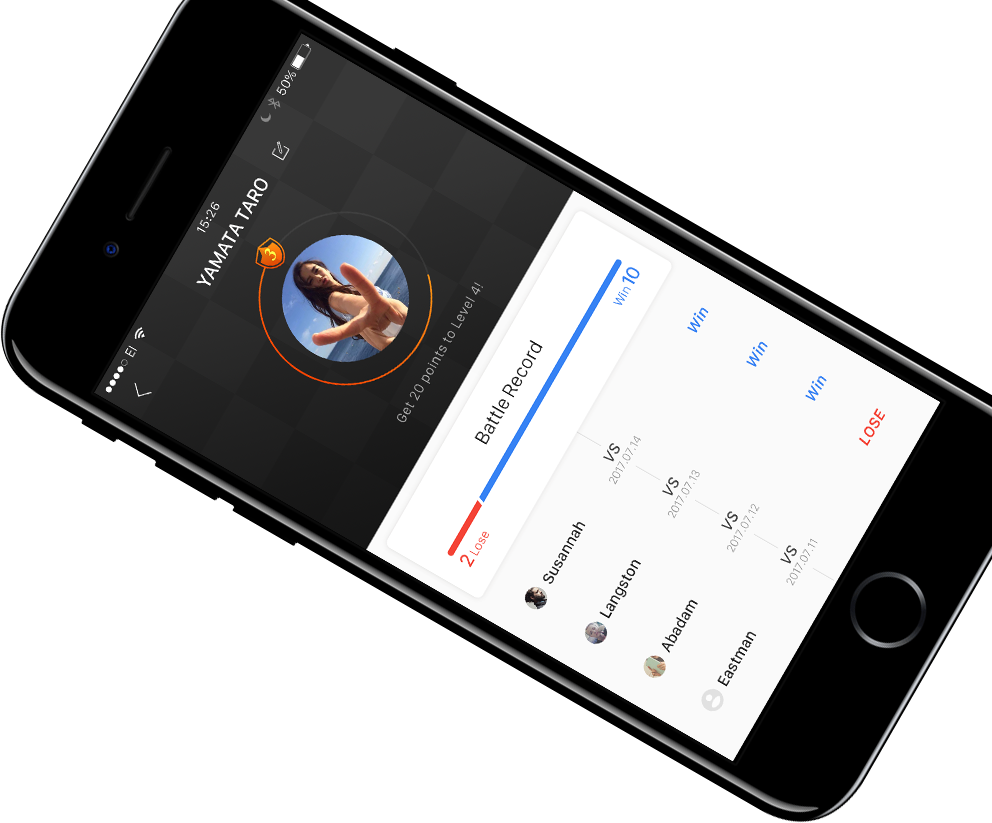 EI 15:26 50%
YAMATA TARO
3
Get 20 points to Level 4!
Battle Record
2 Lose Win 10
Susannah VS Win
2017.07.14
Langston VS Win
2017.07.13
Abadam VS Win
2017.07.12
Eastman VS LOSE
2017.07.11